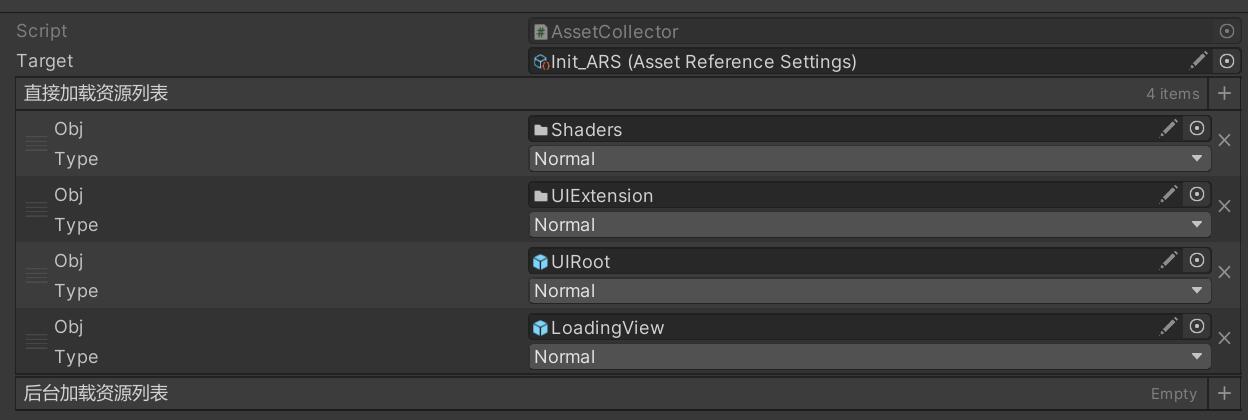 Script AssetCollector
Target Init_ARS (Asset Reference Settings)
直接加载资源列表 4 items
Obj Shaders
Type Normal
Obj UIExtension
Type Normal
Obj UIRoot
Type Normal
Obj LoadingView
Type Normal
后台加载资源列表 Empty